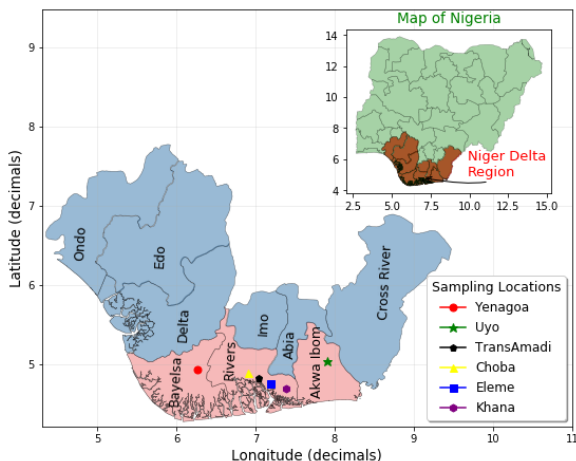 Map of Nigeria
14
12
10
8
6
4
2.5 5.0 7.5 10.0 12.5 15.0
Niger Delta
Region
9
8
7
6
5
Latitude (decimals)
Ondo
Edo
Delta
Bayelsa
Rivers
Imo
Abia
Akwa Ibom
Cross River
Sampling Locations
Yenagoa
Uyo
TransAmadi
Choba
Eleme
Khana
5 6 7 8 9 10 11
Longitude (decimals)